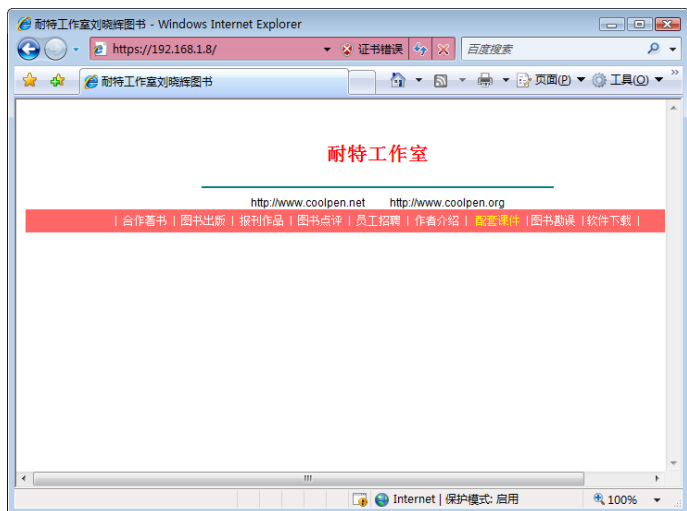 耐特工作室刘晓辉图书 - Windows Internet Explorer
https://192.168.1.8/ 证书错误 百度搜索
耐特工作室刘晓辉图书 页面(P) 工具(O) »
耐特工作室
http://www.coolpen.net http://www.coolpen.org
| 合作著书 | 图书出版 | 报刊作品 | 图书点评 | 员工招聘 | 作者介绍 | 配套课件 |图书勘误 |软件下载 |
Internet | 保护模式: 启用 100%